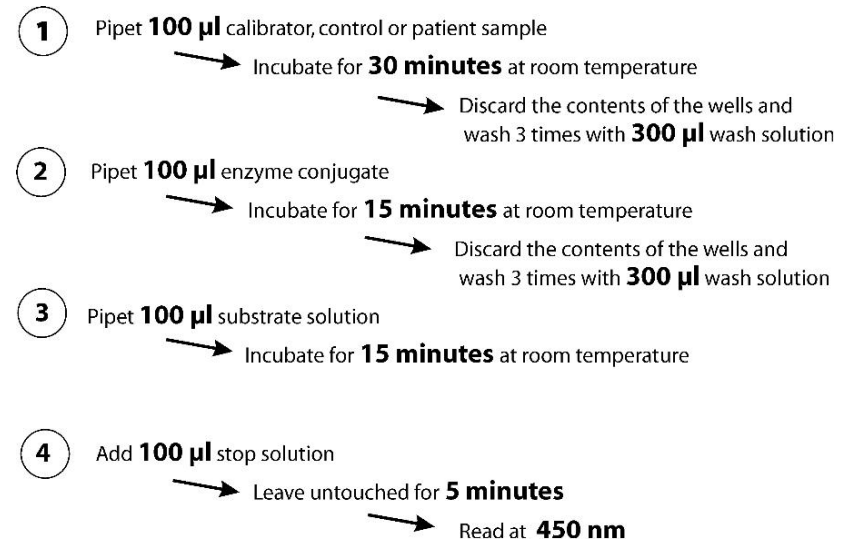 1 Pipet 100 µl calibrator, control or patient sample
Incubate for 30 minutes at room temperature
Discard the contents of the wells and
wash 3 times with 300 µl wash solution
2 Pipet 100 µl enzyme conjugate
Incubate for 15 minutes at room temperature
Discard the contents of the wells and
wash 3 times with 300 µl wash solution
3 Pipet 100 µl substrate solution
Incubate for 15 minutes at room temperature
4 Add 100 µl stop solution
Leave untouched for 5 minutes
Read at 450 nm